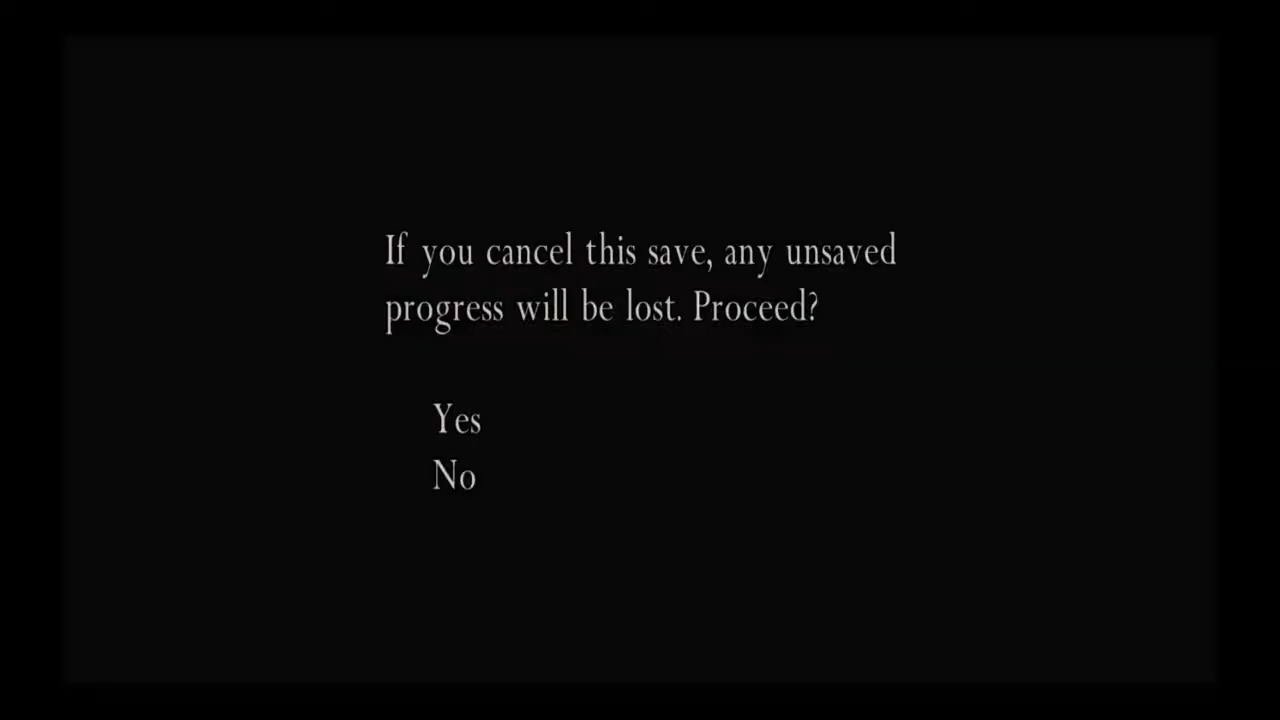 If you cancel this save, any unsaved
progress will be lost. Proceed?
Yes
No